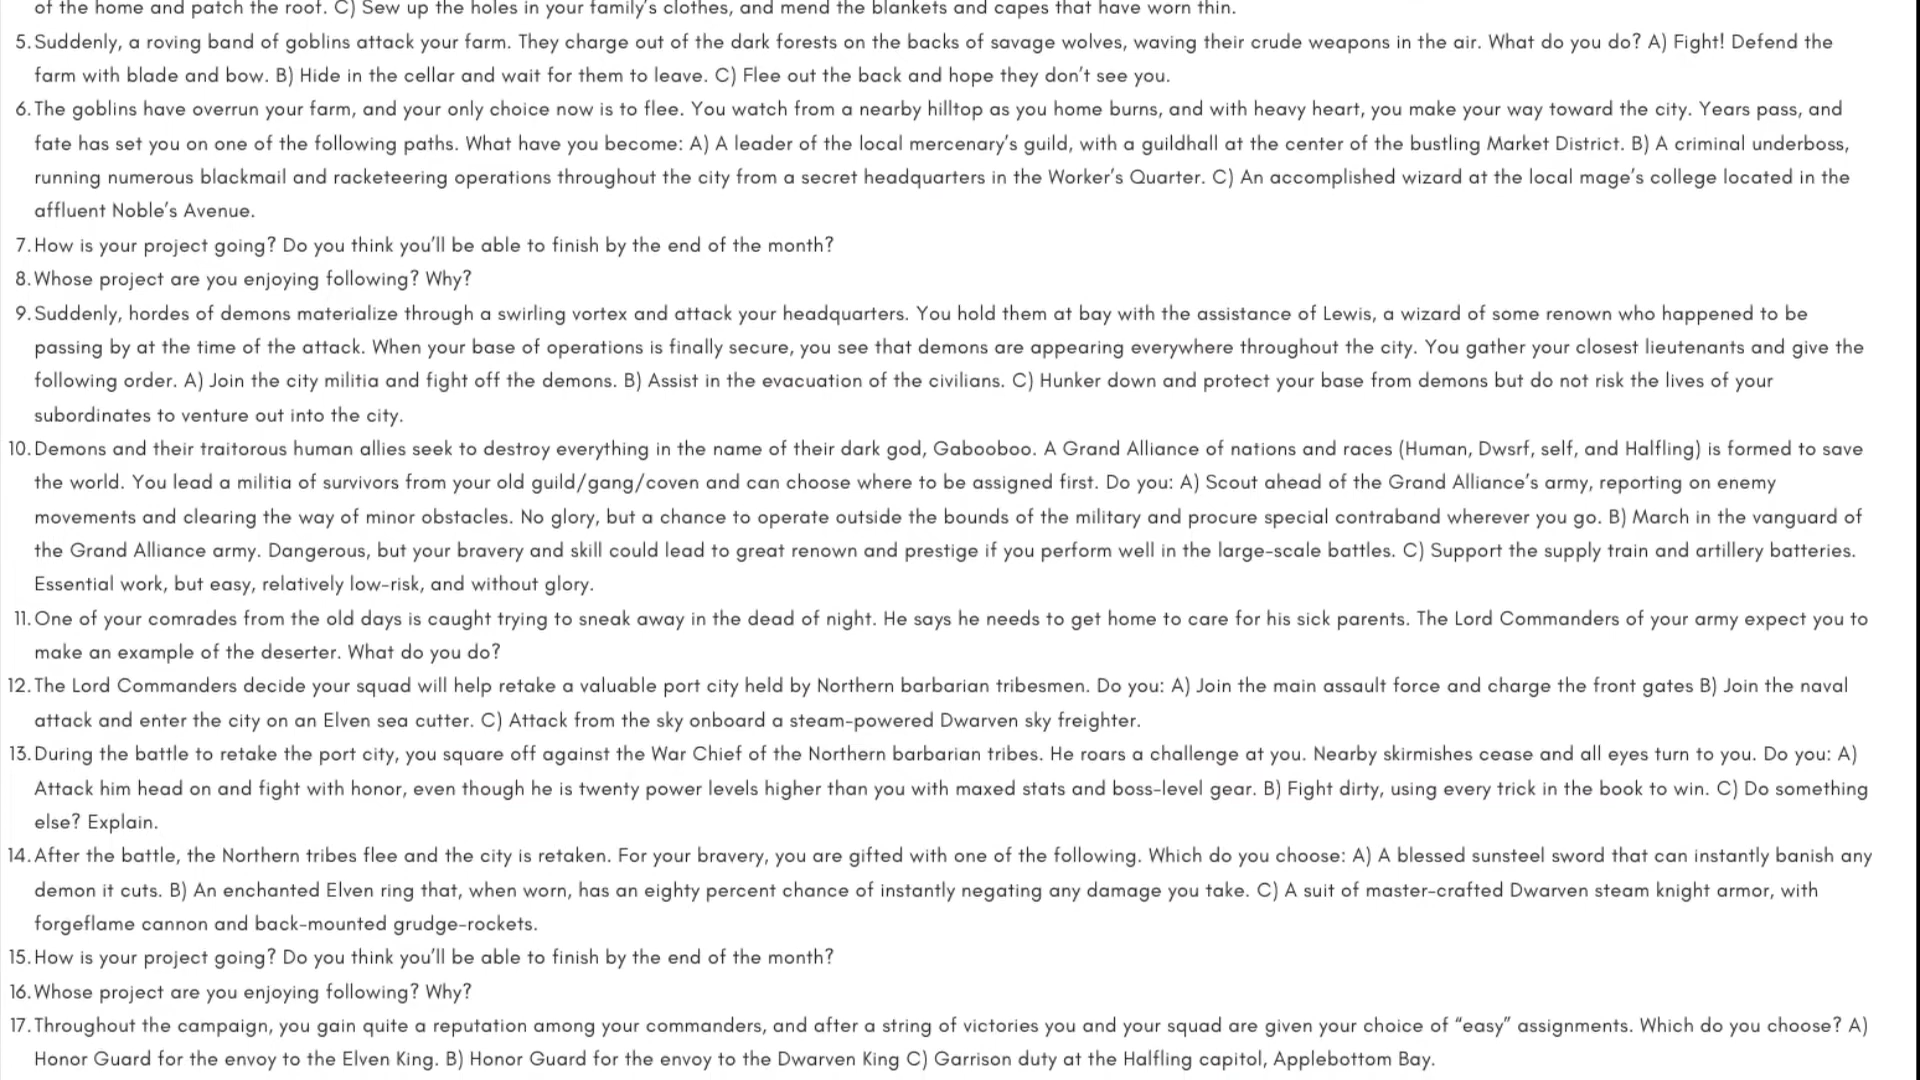 of the home and patch the roof. C) Sew up the holes in your family's clothes, and mend the blankets and capes that have worn thin.
5. Suddenly, a roving band of goblins attack your farm. They charge out of the dark forests on the backs of savage wolves, waving their crude weapons in the air. What do you do? A) Fight! Defend the
farm with blade and bow. B) Hide in the cellar and wait for them to leave. C) Flee out the back and hope they don't see you.
6. The goblins have overrun your farm, and your only choice now is to flee. You watch from a nearby hilltop as you home burns, and with heavy heart, you make your way toward the city. Years pass, and
fate has set you on one of the following paths. What have you become: A) A leader of the local mercenary's guild, with a guildhall at the center of the bustling Market District. B) A criminal underboss,
running numerous blackmail and racketeering operations throughout the city from a secret headquarters in the Worker's Quarter. C) An accomplished wizard at the local mage's college located in the
affluent Noble's Avenue.
7. How is your project going? Do you think you'll be able to finish by the end of the month?
8. Whose project are you enjoying following? Why?
9. Suddenly, hordes of demons materialize through a swirling vortex and attack your headquarters. You hold them at bay with the assistance of Lewis, a wizard of some renown who happened to be
passing by at the time of the attack. When your base of operations is finally secure, you see that demons are appearing everywhere throughout the city. You gather your closest lieutenants and give the
following order. A) Join the city militia and fight off the demons. B) Assist in the evacuation of the civilians. C) Hunker down and protect your base from demons but do not risk the lives of your
subordinates to venture out into the city.
10. Demons and their traitorous human allies seek to destroy everything in the name of their dark god, Gabooboo. A Grand Alliance of nations and races (Human, Dwsrf, self, and Halfling) is formed to save
the world. You lead a militia of survivors from your old guild/gang/coven and can choose where to be assigned first. Do you: A) Scout ahead of the Grand Alliance's army, reporting on enemy
movements and clearing the way of minor obstacles. No glory, but a chance to operate outside the bounds of the military and procure special contraband wherever you go. B) March in the vanguard of
the Grand Alliance army. Dangerous, but your bravery and skill could lead to great renown and prestige if you perform well in the large-scale battles. C) Support the supply train and artillery batteries.
Essential work, but easy, relatively low-risk, and without glory.
11. One of your comrades from the old days is caught trying to sneak away in the dead of night. He says he needs to get home to care for his sick parents. The Lord Commanders of your army expect you to
make an example of the deserter. What do you do?
12. The Lord Commanders decide your squad will help retake a valuable port city held by Northern barbarian tribesmen. Do you: A) Join the main assault force and charge the front gates B) Join the naval
attack and enter the city on an Elven sea cutter. C) Attack from the sky onboard a steam-powered Dwarven sky freighter.
13. During the battle to retake the port city, you square off against the War Chief of the Northern barbarian tribes. He roars a challenge at you. Nearby skirmishes cease and all eyes turn to you. Do you: A)
Attack him head on and fight with honor, even though he is twenty power levels higher than you with maxed stats and boss-level gear. B) Fight dirty, using every trick in the book to win. C) Do something
else? Explain.
14. After the battle, the Northern tribes flee and the city is retaken. For your bravery, you are gifted with one of the following. Which do you choose: A) A blessed sunsteel sword that can instantly banish any
demon it cuts. B) An enchanted Elven ring that, when worn, has an eighty percent chance of instantly negating any damage you take. C) A suit of master-crafted Dwarven steam knight armor, with
forgeflame cannon and back-mounted grudge-rockets.
15. How is your project going? Do you think you'll be able to finish by the end of the month?
16. Whose project are you enjoying following? Why?
17. Throughout the campaign, you gain quite a reputation among your commanders, and after a string of victories you and your squad are given your choice of “easy” assignments. Which do you choose? A)
Honor Guard for the envoy to the Elven King. B) Honor Guard for the envoy to the Dwarven King C) Garrison duty at the Halfling capitol, Applebottom Bay.